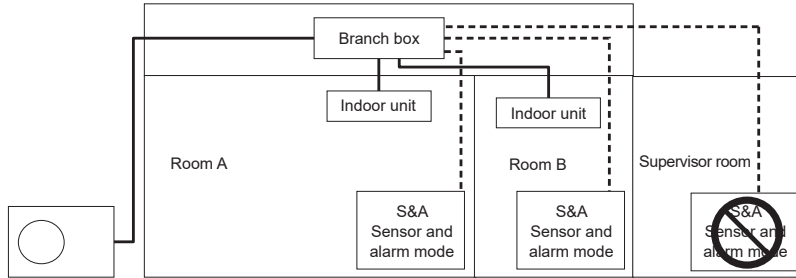 Branch box
Indoor unit
Indoor unit
Room A
Room B
Supervisor room
S&A
Sensor and
alarm mode
S&A
Sensor and
alarm mode
S&A
Sensor and
alarm mode